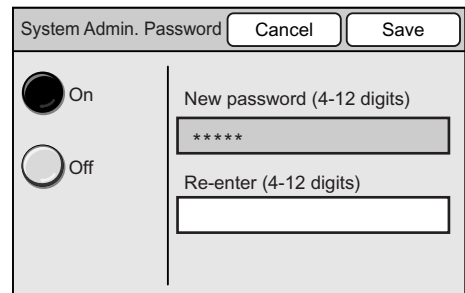 System Admin. Password Cancel Save
On
New password (4-12 digits)
*****
Off
Re-enter (4-12 digits)